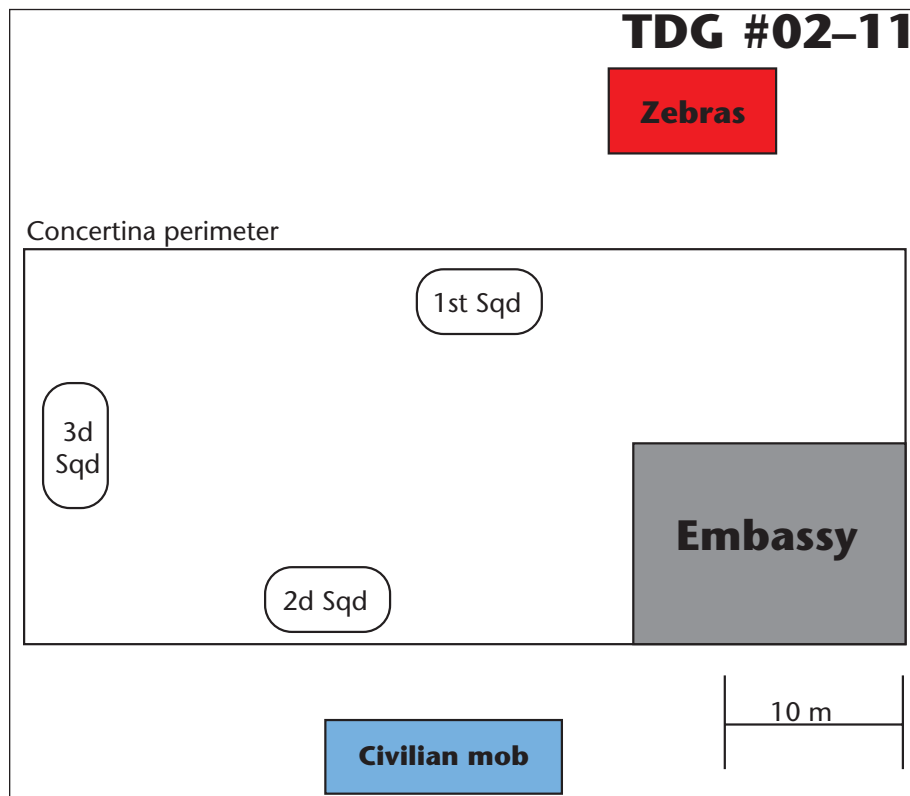 TDG #02–11
Zebras
Concertina perimeter
1st Sqd
3d
Sqd
Embassy
2d Sqd
10 m
Civilian mob